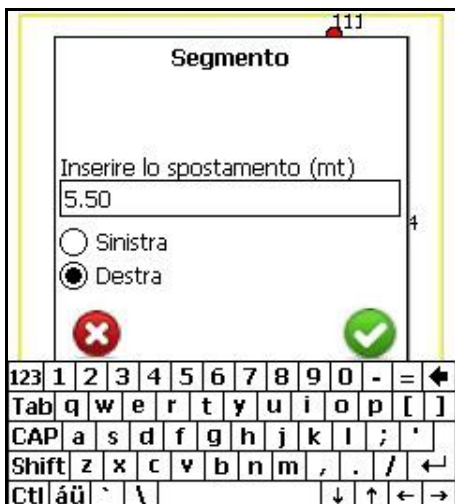 111
Segmento
Inserire lo spostamento (mt)
5.50
4
Sinistra
Destra
123 1 2 3 4 5 6 7 8 9 0 - =
Tab q w e r t y u i o p [ ]
CAP a s d f g h j k l ; '
Shift z x c v b n m , . /
Ctl áü ` \